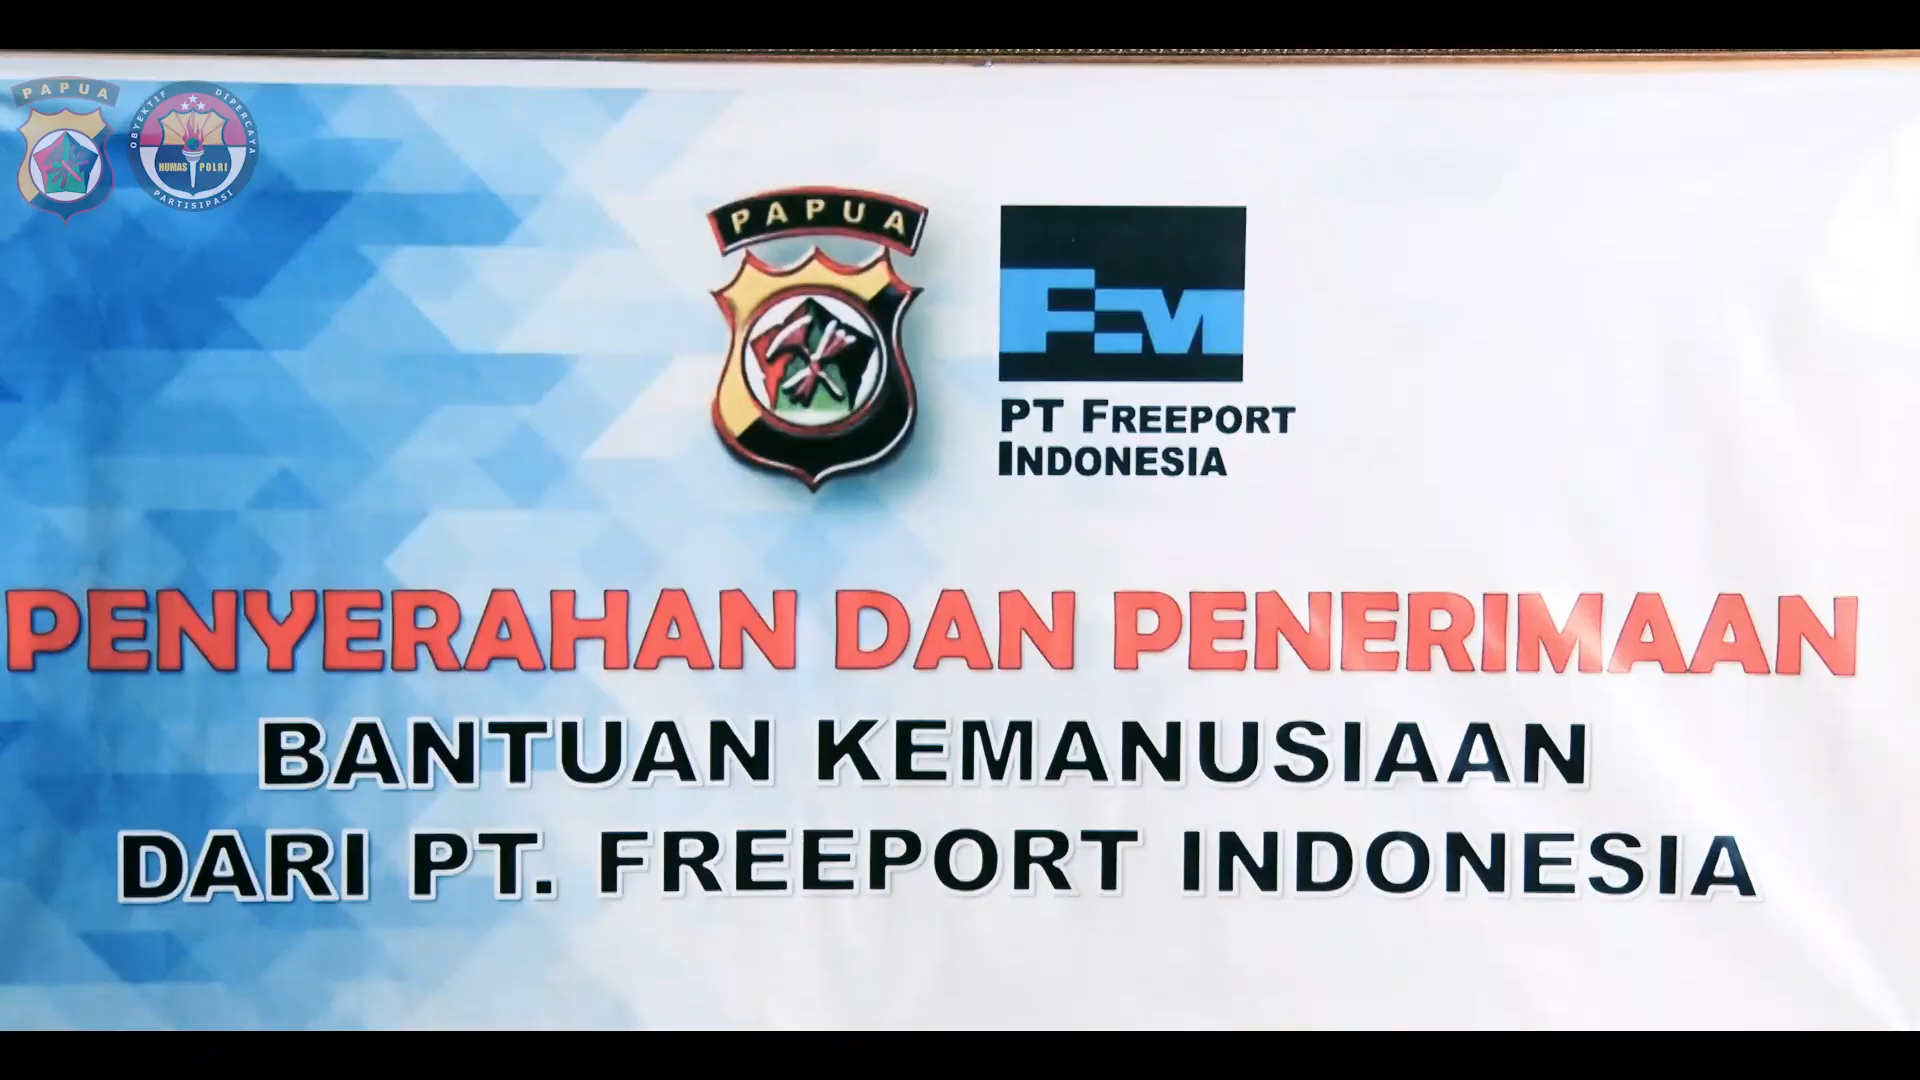 PAPUA
OBYEKTIF DIPERCAYA
HUMAS POLRI
PARTISIPASI
PAPUA
FM
PT FREEPORT
INDONESIA
PENYERAHAN DAN PENERIMAAN
BANTUAN KEMANUSIAAN
DARI PT. FREEPORT INDONESIA